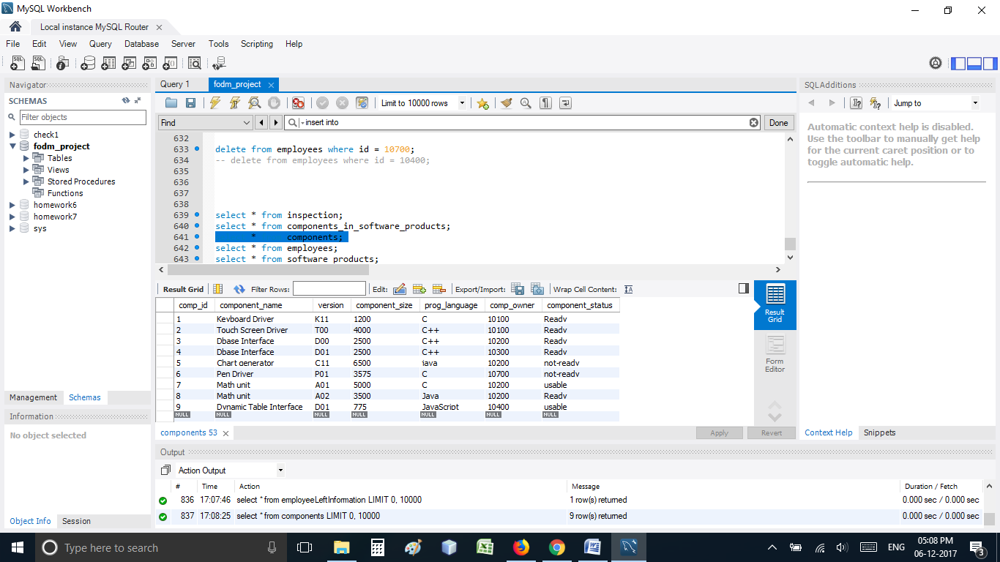 MySQL Workbench
Local instance MySQL Router
File Edit View Query Database Server Tools Scripting Help
Navigator
SCHEMAS
Filter objects
check1
fodm_project
Tables
Views
Stored Procedures
Functions
homework6
homework7
sys
Management Schemas
Information
No object selected
Object Info Session
Query 1 fodm_project
Limit to 10000 rows
Find insert into Done
632
633 delete from employees where id = 10700;
634 -- delete from employees where id = 10400;
635
636
637
638
639 select * from inspection;
640 select * from components_in_software_products;
641 * components;
642 select * from employees;
643 select * from software_products;
Result Grid Filter Rows: Edit: Export/Import: Wrap Cell Content:
comp_id component_name version component_size prog_language comp_owner component_status
1 Keyboard Driver K11 1200 C 10100 Ready
2 Touch Screen Driver T00 4000 C++ 10100 Ready
3 Dbase Interface D00 2500 C++ 10200 Ready
4 Dbase Interface D01 2500 C++ 10300 Ready
5 Chart generator C11 6500 java 10200 not-ready
6 Pen Driver P01 3575 C 10700 not-ready
7 Math unit A01 5000 C 10200 usable
8 Math unit A02 3500 Java 10200 Ready
9 Dynamic Table Interface D01 775 JavaScript 10400 usable
NULL NULL NULL NULL NULL NULL NULL
Result Grid
Form Editor
components 53 Apply Revert
SQLAdditions
Jump to
Automatic context help is disabled.
Use the toolbar to manually get help
for the current caret position or to
toggle automatic help.
Context Help Snippets
Output
Action Output
# Time Action Message Duration / Fetch
836 17:07:46 select * from employeeLeftInformation LIMIT 0, 10000 1 row(s) returned 0.000 sec / 0.000 sec
837 17:08:25 select * from components LIMIT 0, 10000 9 row(s) returned 0.000 sec / 0.000 sec
Type here to search
ENG
05:08 PM
06-12-2017
3